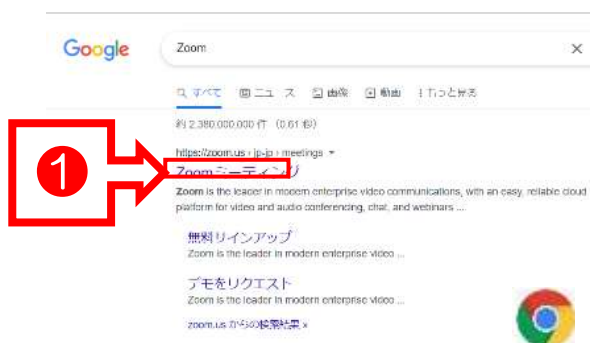 Google Zoom ×
すべて ニュース 画像 動画 もっと見る
約 2,380,000,000 件 (0.61 秒)
https://zoom.us › jp-jp › meetings
1 Zoomミーティング
Zoom is the leader in modern enterprise video communications, with an easy, reliable cloud
platform for video and audio conferencing, chat, and webinars ...
無料サインアップ
Zoom is the leader in modern enterprise video ...
デモをリクエスト
Zoom is the leader in modern enterprise video ...
zoom.us からの検索結果 »